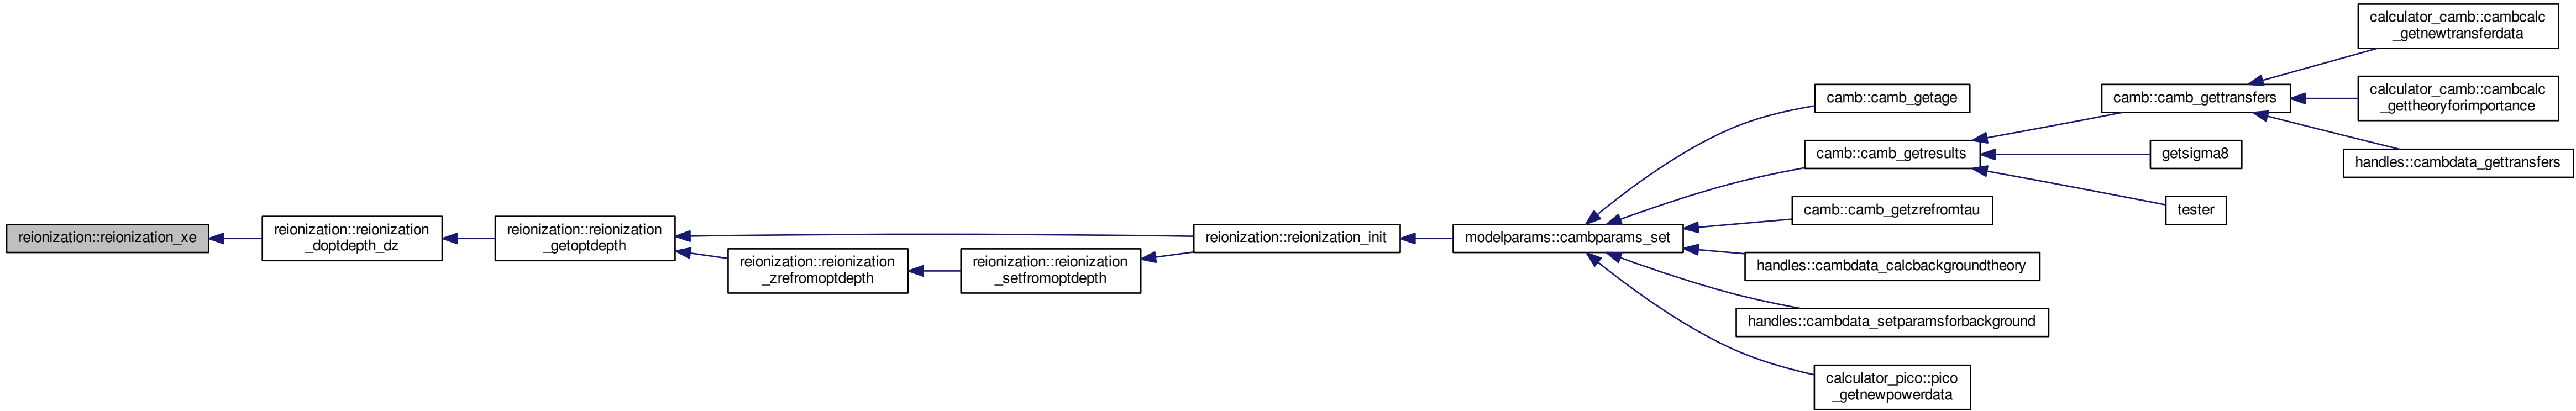 reionization::reionization_xe
reionization::reionization
_doptdepth_dz
reionization::reionization
_getoptdepth
reionization::reionization
_zrefromoptdepth
reionization::reionization
_setfromoptdepth
reionization::reionization_init
modelparams::cambparams_set
camb::camb_getage
camb::camb_getresults
camb::camb_getzrefromtau
handles::cambdata_calcbackgroundtheory
handles::cambdata_setparamsforbackground
calculator_pico::pico
_getnewpowerdata
camb::camb_gettransfers
getsigma8
tester
calculator_camb::cambcalc
_getnewtransferdata
calculator_camb::cambcalc
_gettheoryforimportance
handles::cambdata_gettransfers